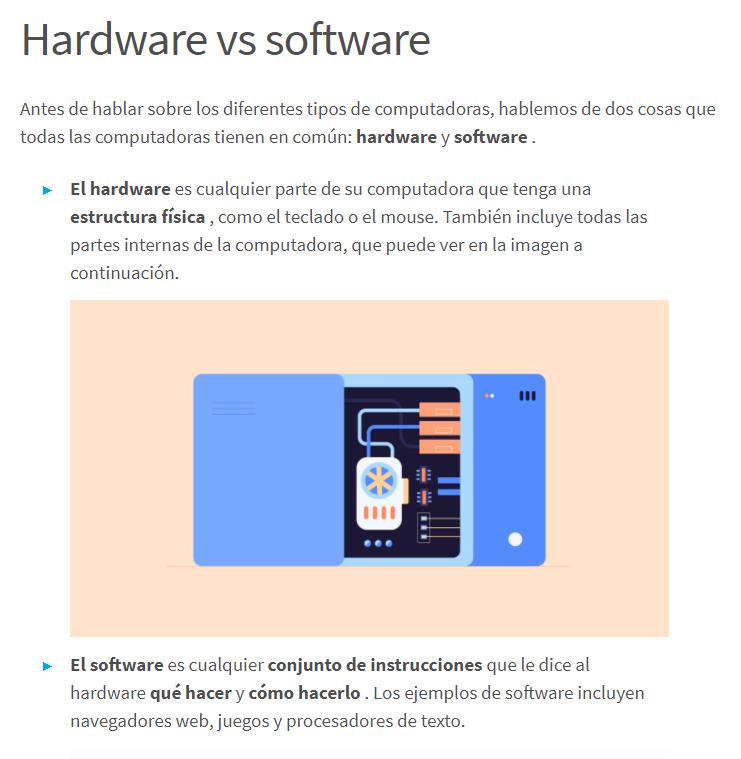 Hardware vs software
Antes de hablar sobre los diferentes tipos de computadoras, hablemos de dos cosas que
todas las computadoras tienen en común: hardware y software .
► El hardware es cualquier parte de su computadora que tenga una
estructura física , como el teclado o el mouse. También incluye todas las
partes internas de la computadora, que puede ver en la imagen a
continuación.
► El software es cualquier conjunto de instrucciones que le dice al
hardware qué hacer y cómo hacerlo . Los ejemplos de software incluyen
navegadores web, juegos y procesadores de texto.